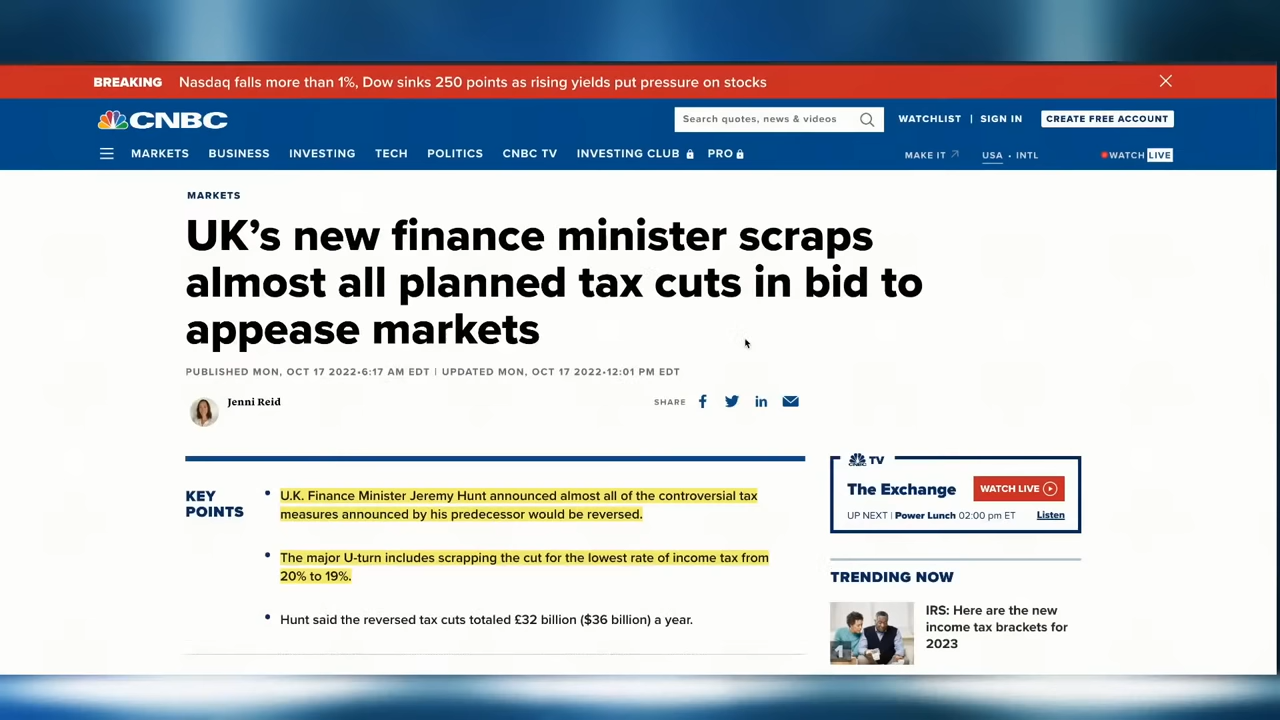 BREAKING Nasdaq falls more than 1%, Dow sinks 250 points as rising yields put pressure on stocks
CNBC Search quotes, news & videos WATCHLIST | SIGN IN CREATE FREE ACCOUNT
MARKETS BUSINESS INVESTING TECH POLITICS CNBC TV INVESTING CLUB PRO MAKE IT USA • INTL WATCH LIVE
MARKETS
UK’s new finance minister scraps
almost all planned tax cuts in bid to
appease markets
PUBLISHED MON, OCT 17 2022•6:17 AM EDT | UPDATED MON, OCT 17 2022•12:01 PM EDT
Jenni Reid
SHARE
KEY
POINTS
• U.K. Finance Minister Jeremy Hunt announced almost all of the controversial tax
measures announced by his predecessor would be reversed.
• The major U-turn includes scrapping the cut for the lowest rate of income tax from
20% to 19%.
• Hunt said the reversed tax cuts totaled £32 billion ($36 billion) a year.
CNBC TV
The Exchange WATCH LIVE
UP NEXT | Power Lunch 02:00 pm ET Listen
TRENDING NOW
1
IRS: Here are the new
income tax brackets for
2023